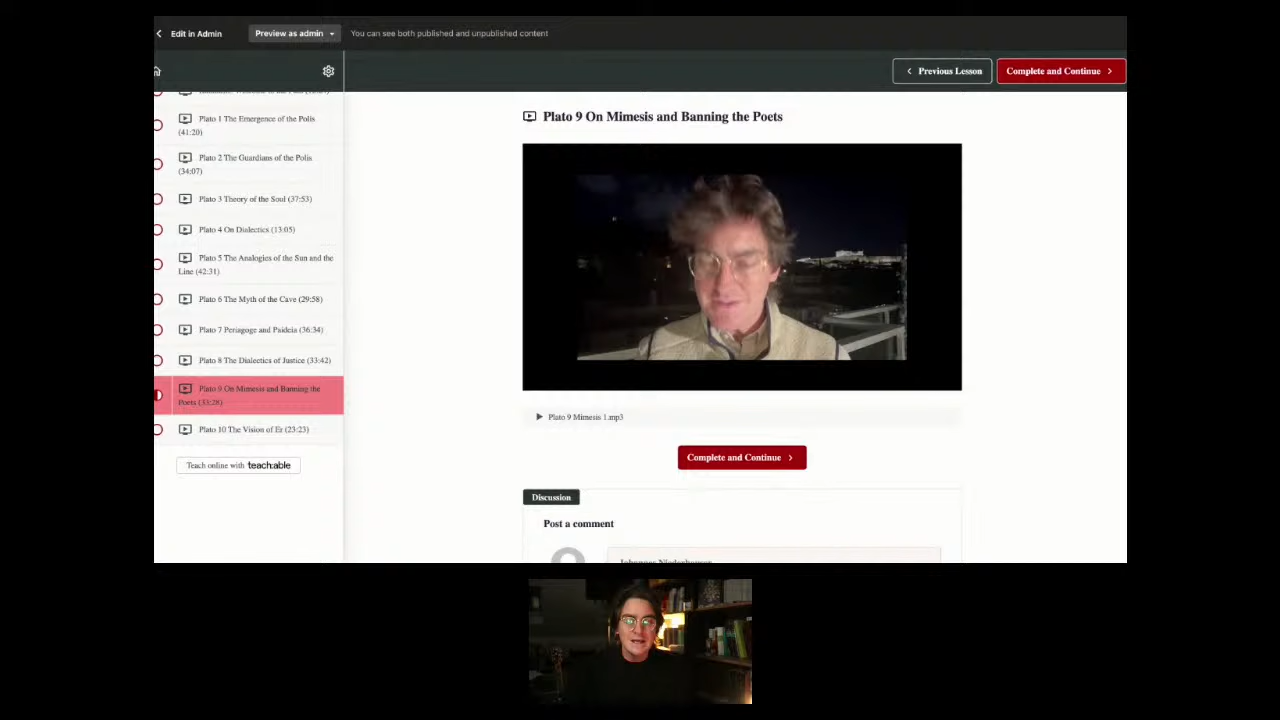 Edit in Admin
Preview as admin
You can see both published and unpublished content
Previous Lesson
Complete and Continue
Plato 1 The Emergence of the Polis
(41:20)
Plato 2 The Guardians of the Polis
(34:07)
Plato 3 Theory of the Soul (37:53)
Plato 4 On Dialectics (13:05)
Plato 5 The Analogies of the Sun and the
Line (42:31)
Plato 6 The Myth of the Cave (29:58)
Plato 7 Periagoge and Paideia (36:34)
Plato 8 The Dialectics of Justice (33:42)
Plato 9 On Mimesis and Banning the
Poets (33:28)
Plato 10 The Vision of Er (23:23)
Teach online with teach:able
Plato 9 On Mimesis and Banning the Poets
Plato 9 Mimesis 1.mp3
Complete and Continue
Discussion
Post a comment